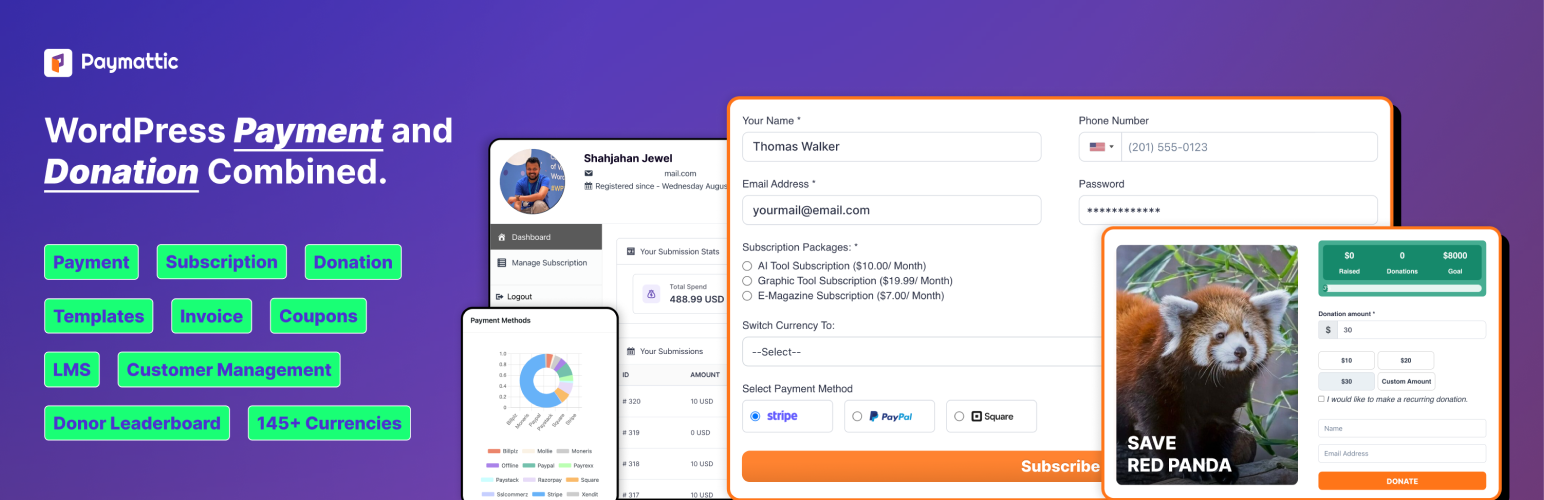 Paymattic
WordPress Payment and
Donation Combined.
Payment
Subscription
Donation
Templates
Invoice
Coupons
LMS
Customer Management
Donor Leaderboard
145+ Currencies
Shahjahan Jewel
mail.com
Registered since - Wednesday Augus
Dashboard
Manage Subscription
Logout
Your Submission Stats
Total Spend
488.99 USD
Your Submissions
ID AMOUNT
# 320 10 USD
# 319 0 USD
# 318 10 USD
# 317 10 USD
Payment Methods
1.0
0.8
0.6
0.4
0.2
0
Billplz
Moneris
Paypal
Paystack
Square
Stripe
Billplz Mollie Moneris
Offline Paypal Payrexx
Paystack Razorpay Square
Sslcommerz Stripe Xendit
Your Name *
Thomas Walker
Phone Number
(201) 555-0123
Email Address *
yourmail@email.com
Password
************
Subscription Packages: *
AI Tool Subscription ($10.00/ Month)
Graphic Tool Subscription ($19.99/ Month)
E-Magazine Subscription ($7.00/ Month)
Switch Currency To:
--Select--
Select Payment Method
stripe
PayPal
Square
Subscribe
SAVE
RED PANDA
$0 0 $8000
Raised Donations Goal
Donation amount *
$ 30
$10
$20
$30
Custom Amount
I would like to make a recurring donation.
Name
Email Address
DONATE